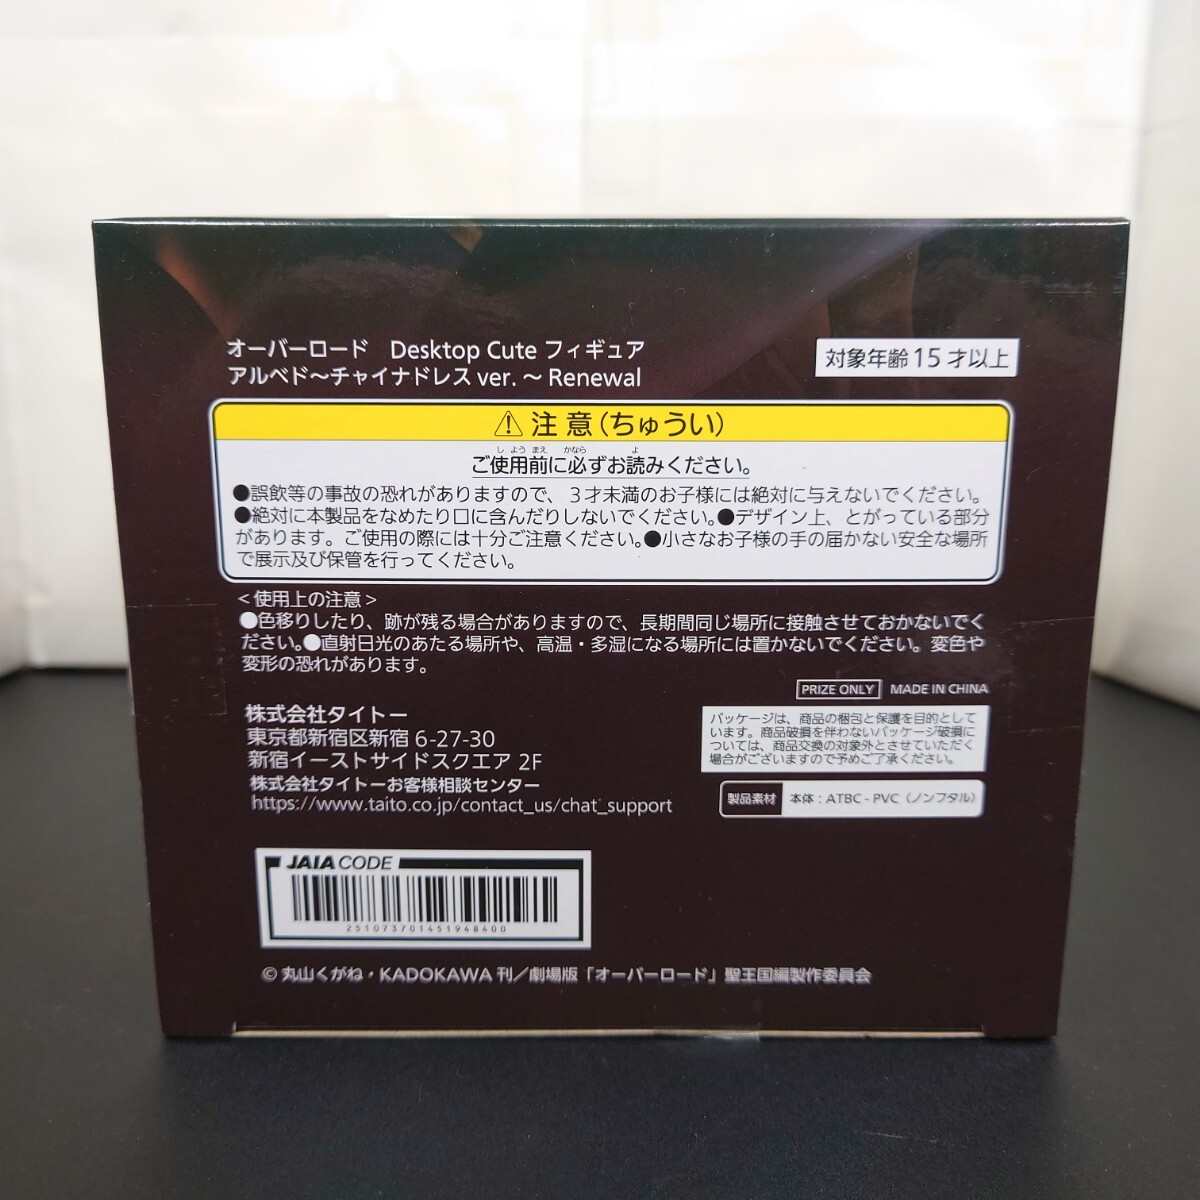 オーバーロード　Desktop Cute フィギュア
アルベド～チャイナドレス ver. ～ Renewal
対象年齢 15 才以上
⚠ 注意（ちゅうい）
しようまえ かなら よ
ご使用前に必ずお読みください。
●誤飲等の事故の恐れがありますので、３才未満のお子様には絶対に与えないでください。
●絶対に本製品をなめたり口に含んだりしないでください。●デザイン上、とがっている部分
があります。ご使用の際には十分ご注意ください。●小さなお子様の手の届かない安全な場所
で展示及び保管を行ってください。
＜使用上の注意＞
●色移りしたり、跡が残る場合がありますので、長期間同じ場所に接触させておかないでく
ださい。●直射日光のあたる場所や、高温・多湿になる場所には置かないでください。変色や
変形の恐れがあります。
PRIZE ONLY MADE IN CHINA
株式会社タイトー
東京都新宿区新宿 6-27-30
新宿イーストサイドスクエア 2F
株式会社タイトーお客様相談センター
https://www.taito.co.jp/contact_us/chat_support
パッケージは、商品の梱包と保護を目的として
います。商品破損を伴わないパッケージ破損に
ついては、商品交換の対象外とさせていただく
場合がございますので予めご了承ください。
製品素材 本体：ATBC - PVC（ノンフタル）
JAIA CODE
2510737014519484００
© 丸山くがね・KADOKAWA 刊／劇場版「オーバーロード」聖王国編製作委員会